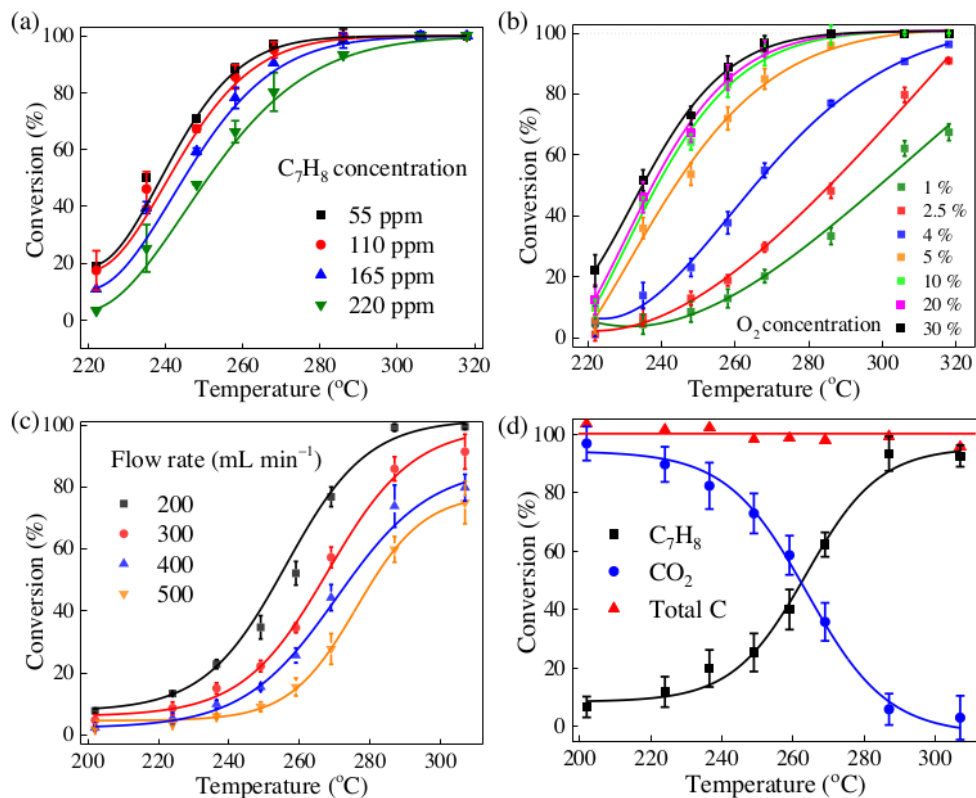 (a)
100
80
60
40
20
0
Conversion (%)
C₇H₈ concentration
55 ppm
110 ppm
165 ppm
220 ppm
220 240 260 280 300 320
Temperature (°C)
(b)
100
80
60
40
20
0
Conversion (%)
1 %
2.5 %
4 %
5 %
10 %
20 %
30 %
O₂ concentration
220 240 260 280 300 320
Temperature (°C)
(c)
100
80
60
40
20
0
Conversion (%)
Flow rate (mL min⁻¹)
200
300
400
500
200 220 240 260 280 300
Temperature (°C)
(d)
100
80
60
40
20
0
Conversion (%)
C₇H₈
CO₂
Total C
200 220 240 260 280 300
Temperature (°C)